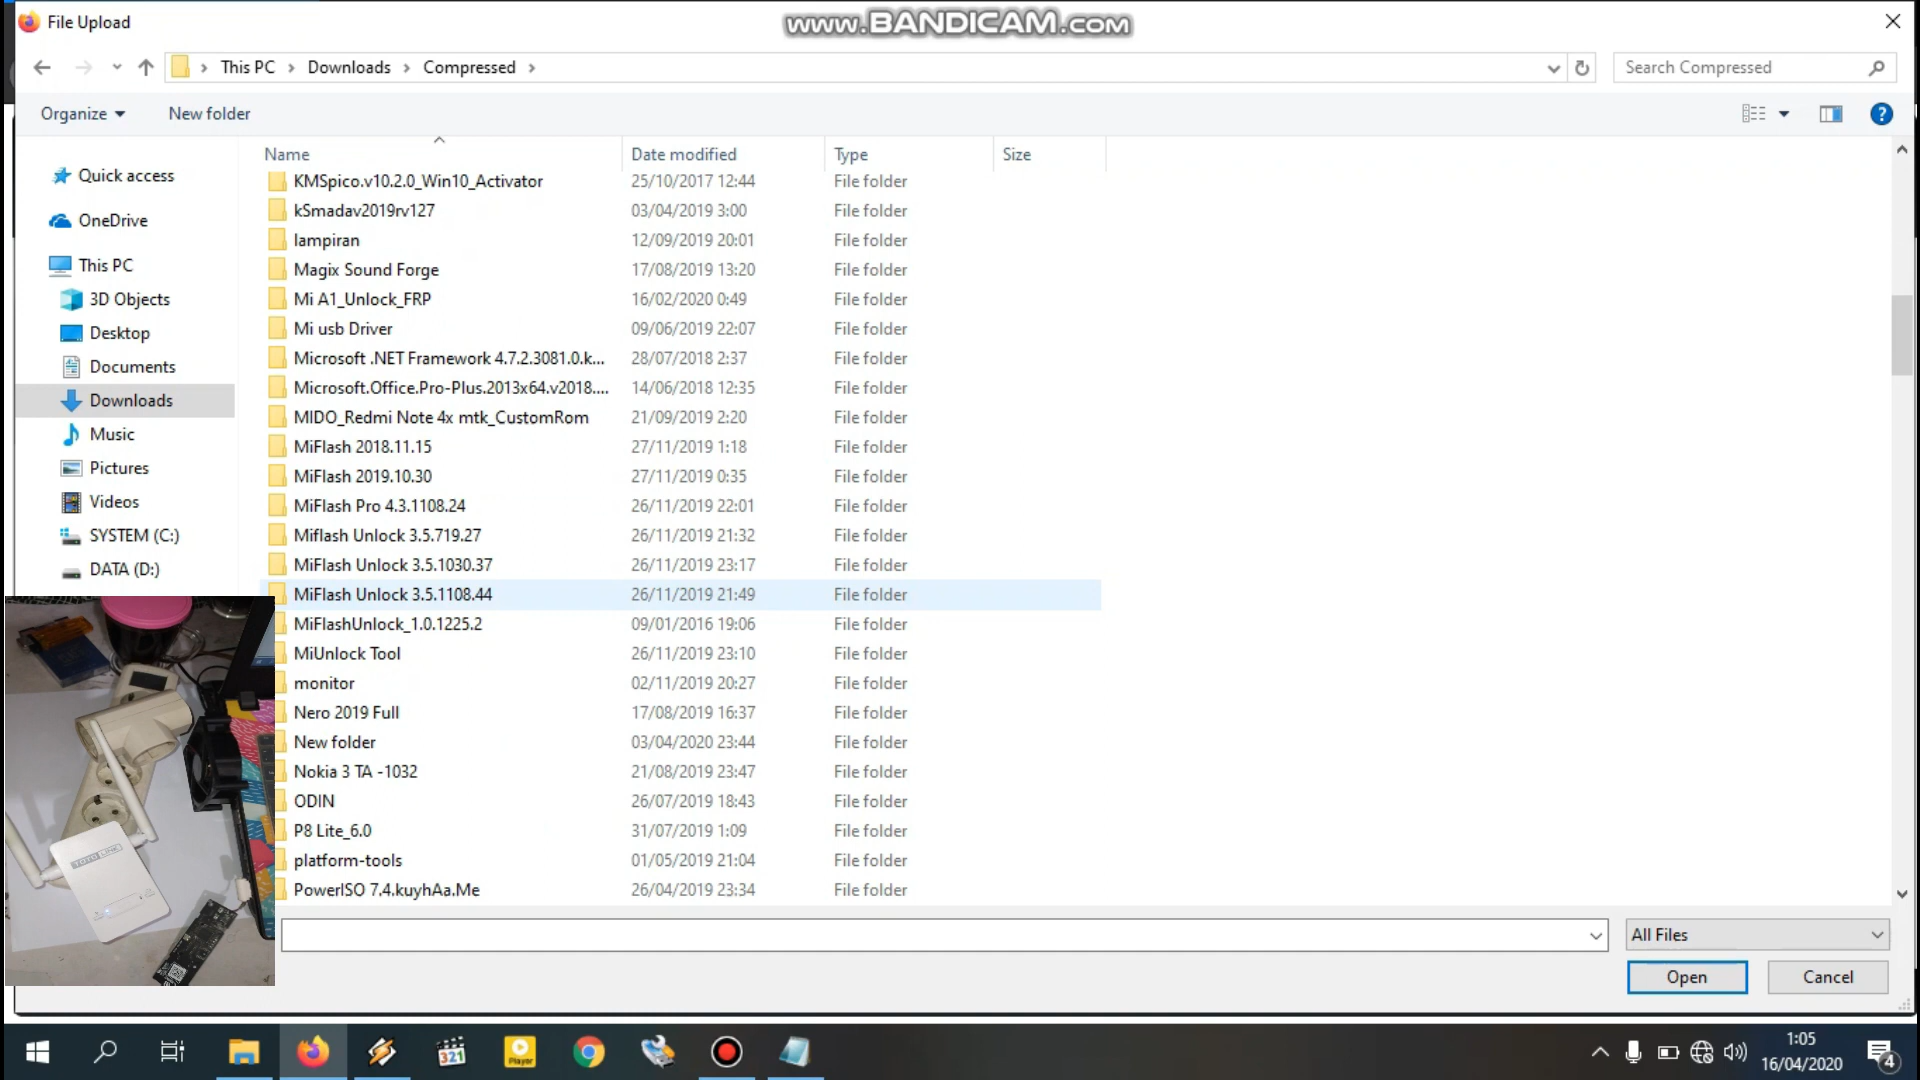 File Upload
www.BANDICAM.com
This PC > Downloads > Compressed >
Search Compressed
Organize
New folder
Name
Date modified
Type
Size
Quick access
OneDrive
This PC
3D Objects
Desktop
Documents
Downloads
Music
Pictures
Videos
SYSTEM (C:)
DATA (D:)
KMSpico.v10.2.0_Win10_Activator 25/10/2017 12:44 File folder
kSmadav2019rv127 03/04/2019 3:00 File folder
lampiran 12/09/2019 20:01 File folder
Magix Sound Forge 17/08/2019 13:20 File folder
Mi A1_Unlock_FRP 16/02/2020 0:49 File folder
Mi usb Driver 09/06/2019 22:07 File folder
Microsoft .NET Framework 4.7.2.3081.0.k... 28/07/2018 2:37 File folder
Microsoft.Office.Pro-Plus.2013x64.v2018.... 14/06/2018 12:35 File folder
MIDO_Redmi Note 4x mtk_CustomRom 21/09/2019 2:20 File folder
MiFlash 2018.11.15 27/11/2019 1:18 File folder
MiFlash 2019.10.30 27/11/2019 0:35 File folder
MiFlash Pro 4.3.1108.24 26/11/2019 22:01 File folder
Miflash Unlock 3.5.719.27 26/11/2019 21:32 File folder
MiFlash Unlock 3.5.1030.37 26/11/2019 23:17 File folder
MiFlash Unlock 3.5.1108.44 26/11/2019 21:49 File folder
MiFlashUnlock_1.0.1225.2 09/01/2016 19:06 File folder
MiUnlock Tool 26/11/2019 23:10 File folder
monitor 02/11/2019 20:27 File folder
Nero 2019 Full 17/08/2019 16:37 File folder
New folder 03/04/2020 23:44 File folder
Nokia 3 TA -1032 21/08/2019 23:47 File folder
ODIN 26/07/2019 18:43 File folder
P8 Lite_6.0 31/07/2019 1:09 File folder
platform-tools 01/05/2019 21:04 File folder
PowerISO 7.4.kuyhAa.Me 26/04/2019 23:34 File folder
TOTO LINK
All Files
Open
Cancel
321
Player
1:05
16/04/2020
4